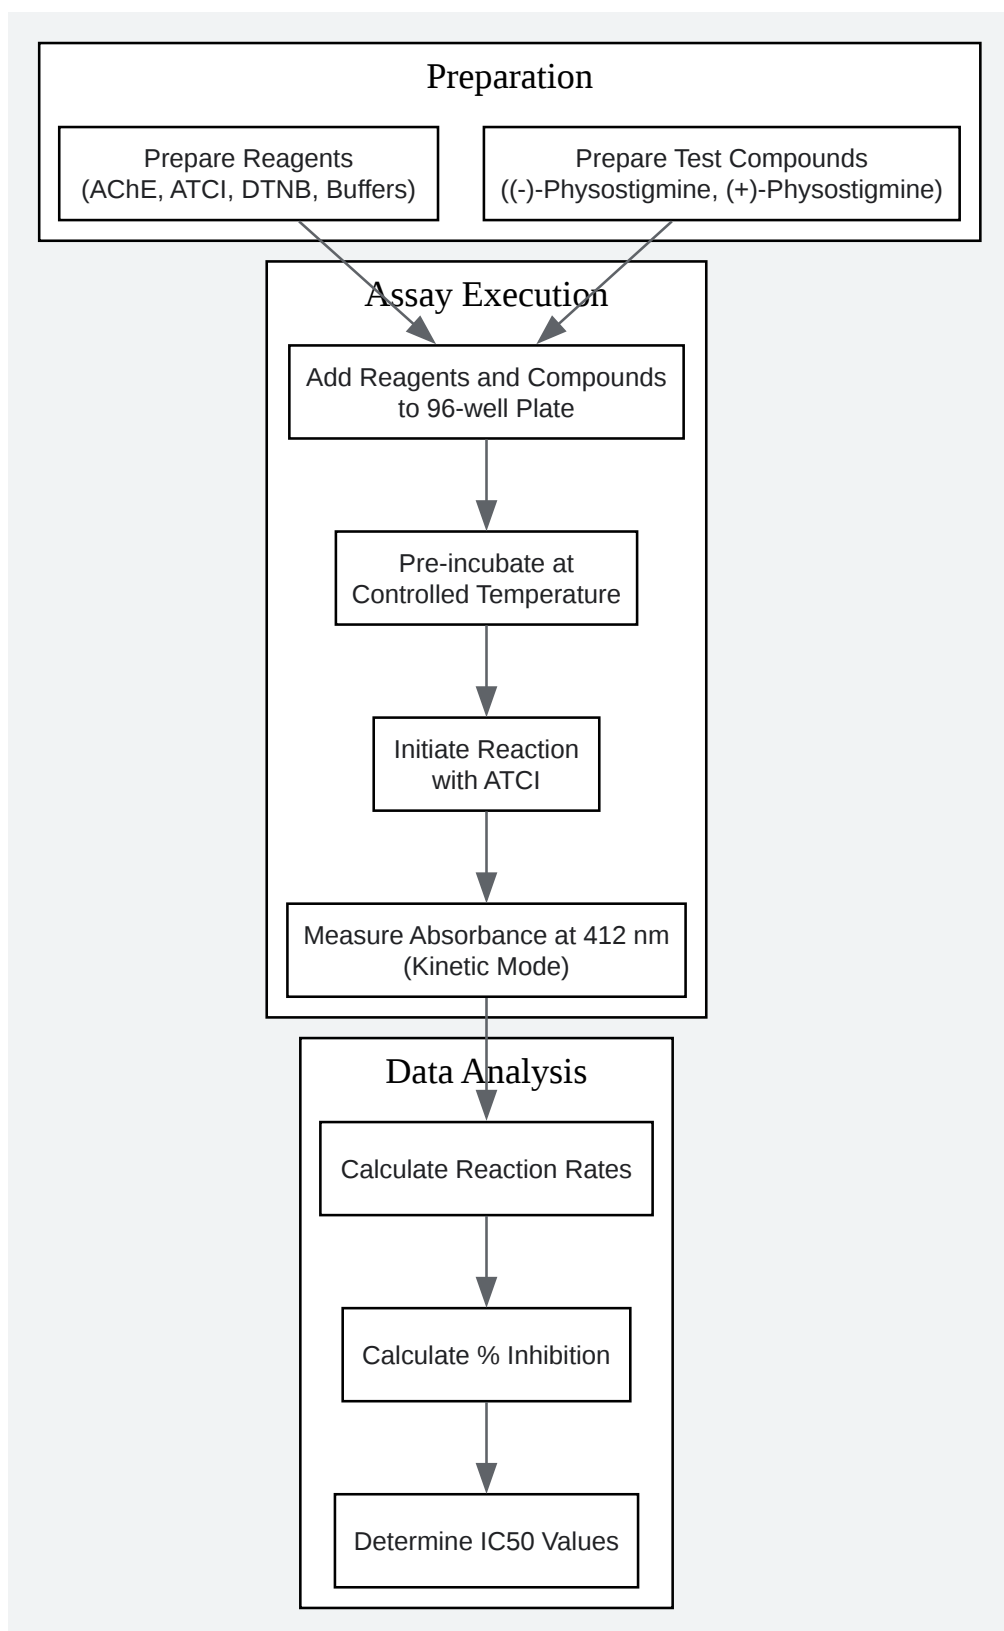 Preparation
Prepare Reagents
(AChE, ATCI, DTNB, Buffers)
Prepare Test Compounds
((-)-Physostigmine, (+)-Physostigmine)
Assay Execution
Add Reagents and Compounds
to 96-well Plate
Pre-incubate at
Controlled Temperature
Initiate Reaction
with ATCI
Measure Absorbance at 412 nm
(Kinetic Mode)
Data Analysis
Calculate Reaction Rates
Calculate % Inhibition
Determine IC50 Values